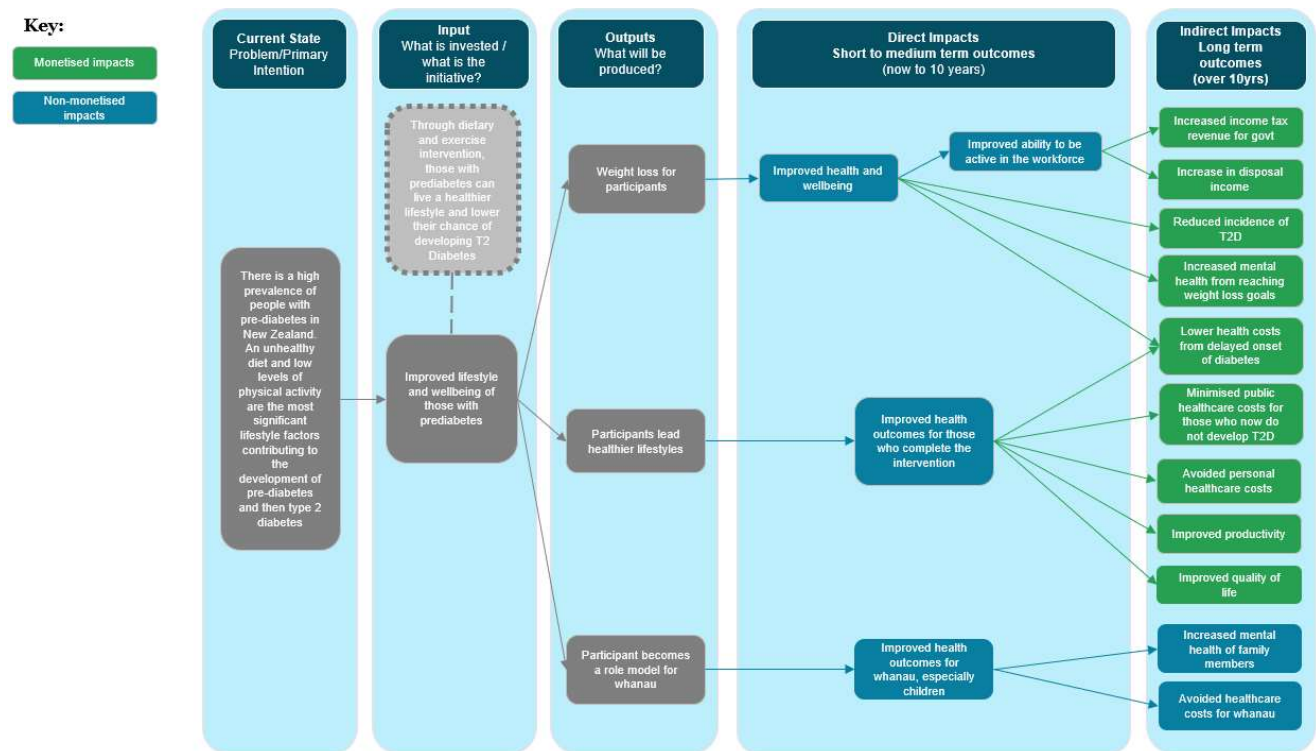 Key:
Monetised impacts
Non-monetised
impacts
Current State
Problem/Primary
Intention
Input
What is invested /
what is the
initiative?
Outputs
What will be
produced?
Direct Impacts
Short to medium term outcomes
(now to 10 years)
Indirect Impacts
Long term
outcomes
(over 10yrs)
There is a high
prevalence of
people with
pre-diabetes in
New Zealand.
An unhealthy
diet and low
levels of
physical activity
are the most
significant
lifestyle factors
contributing to
the
development of
pre-diabetes
and then type 2
diabetes
Through dietary
and exercise
intervention,
those with
prediabetes can
live a healthier
lifestyle and lower
their chance of
developing T2
Diabetes
Improved lifestyle
and wellbeing of
those with
prediabetes
Weight loss for
participants
Participants lead
healthier lifestyles
Participant becomes
a role model for
whanau
Improved health and
wellbeing
Improved ability to be
active in the workforce
Improved health
outcomes for those
who complete the
intervention
Improved health
outcomes for
whanau, especially
children
Increased income tax
revenue for govt
Increase in disposal
income
Reduced incidence of
T2D
Increased mental
health from reaching
weight loss goals
Lower health costs
from delayed onset
of diabetes
Minimised public
healthcare costs for
those who now do
not develop T2D
Avoided personal
healthcare costs
Improved productivity
Improved quality of
life
Increased mental
health of family
members
Avoided healthcare
costs for whanau